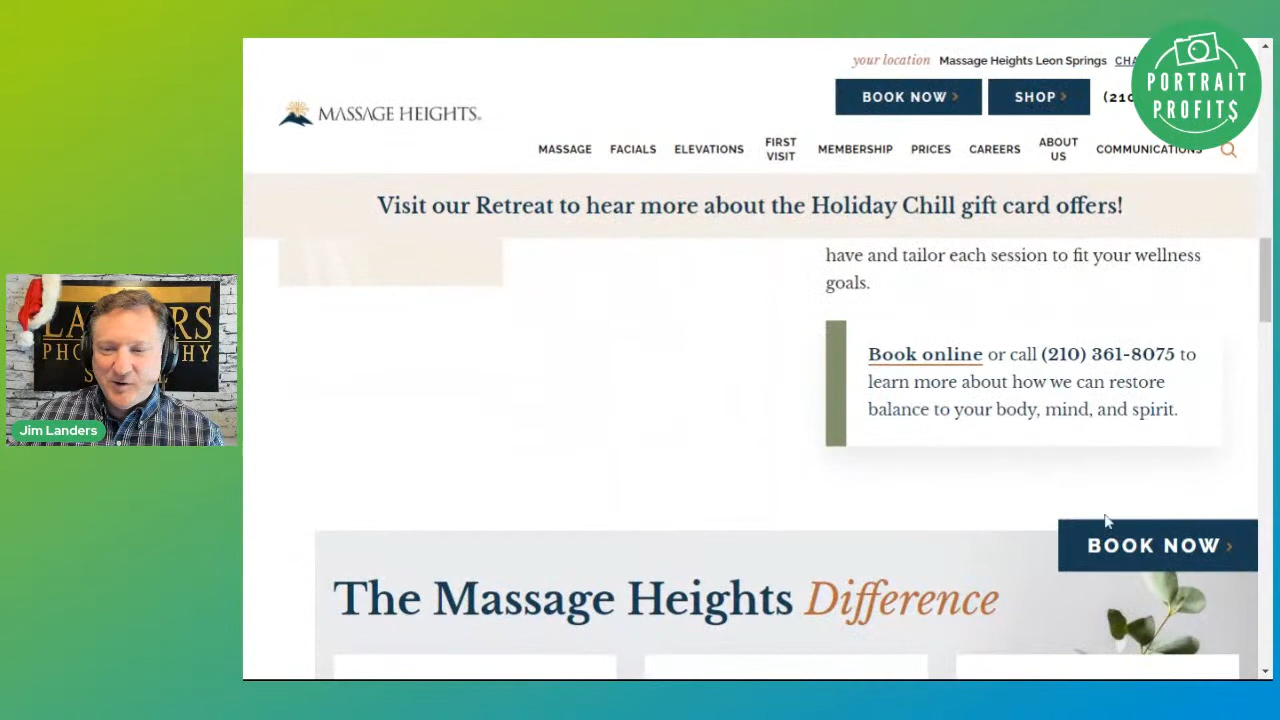 your location Massage Heights Leon Springs
BOOK NOW >
SHOP >
MASSAGE HEIGHTS
MASSAGE
FACIALS
ELEVATIONS
FIRST
VISIT
MEMBERSHIP
PRICES
CAREERS
ABOUT
US
COMMUNICATIONS
PORTRAIT
PROFIT$
Visit our Retreat to hear more about the Holiday Chill gift card offers!
have and tailor each session to fit your wellness
goals.
Book online or call (210) 361-8075 to
learn more about how we can restore
balance to your body, mind, and spirit.
Jim Landers
BOOK NOW >
The Massage Heights Difference